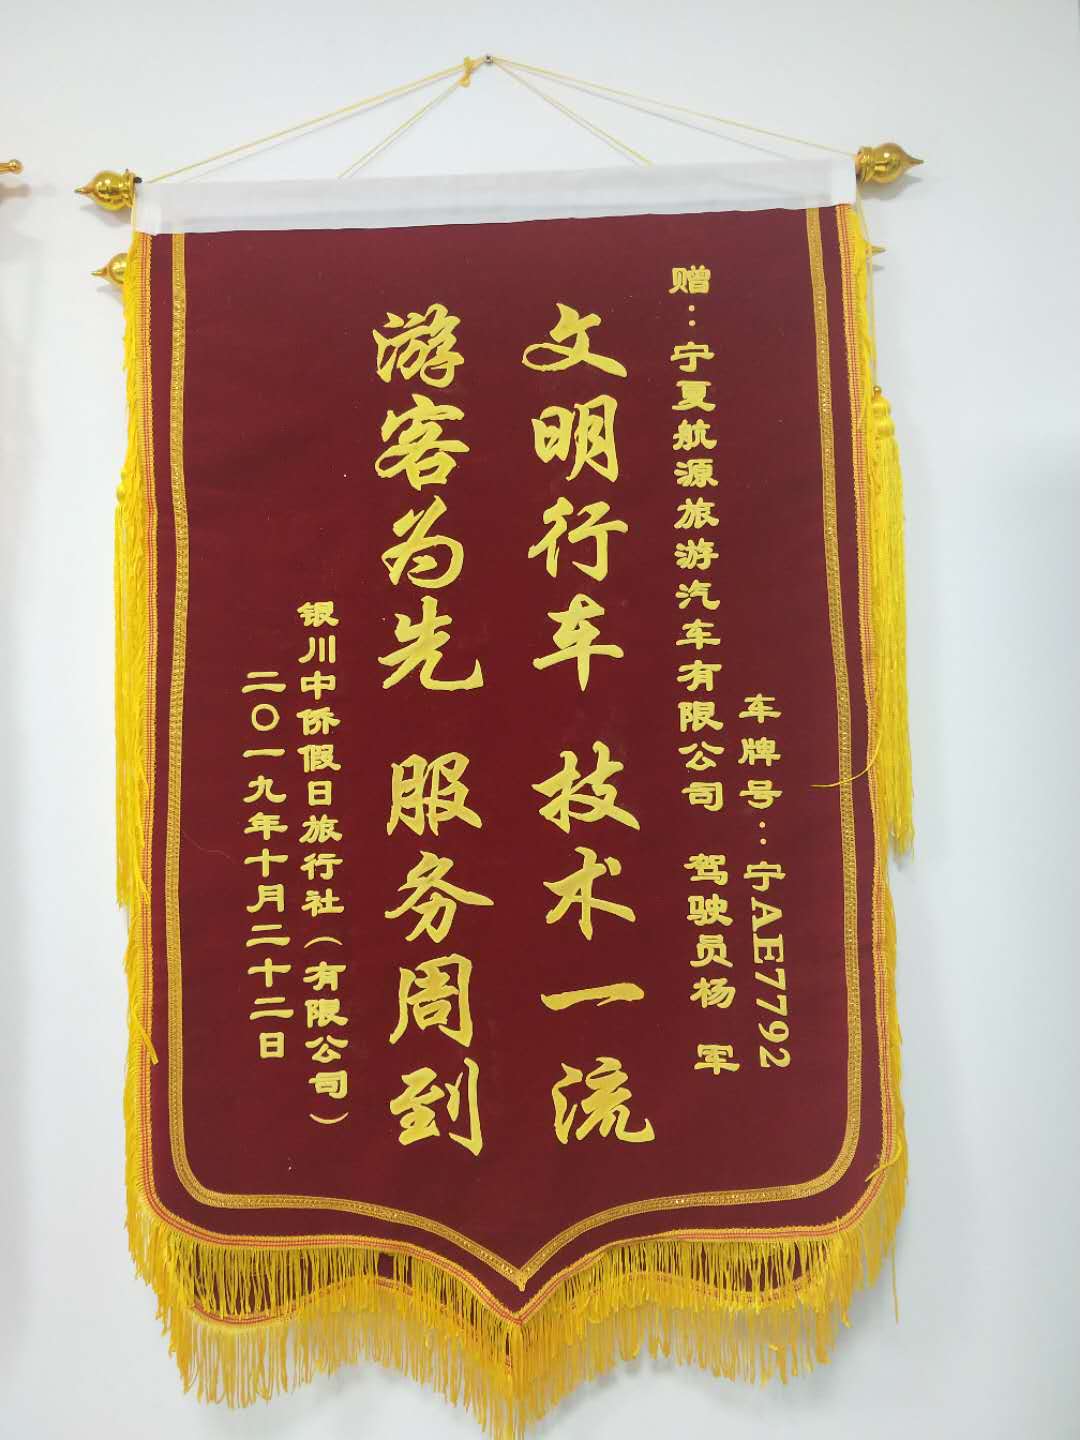 车牌号:宁AE7792
赠:宁夏航源旅游汽车有限公司 驾驶员杨 军
文明行车 技术一流
游客为先 服务周到
银川中侨假日旅行社(有限公司)
二〇一九年十月二十二日